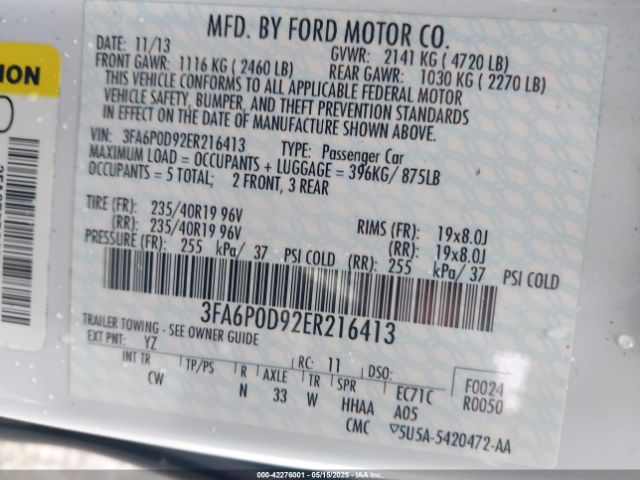 MFD. BY FORD MOTOR CO.
DATE: 11/13 GVWR: 2141 KG ( 4720 LB)
FRONT GAWR: 1116 KG ( 2460 LB) REAR GAWR: 1030 KG ( 2270 LB)
THIS VEHICLE CONFORMS TO ALL APPLICABLE FEDERAL MOTOR
VEHICLE SAFETY, BUMPER, AND THEFT PREVENTION STANDARDS
IN EFFECT ON THE DATE OF MANUFACTURE SHOWN ABOVE.
VIN: 3FA6P0D92ER216413 TYPE: Passenger Car
MAXIMUM LOAD = OCCUPANTS + LUGGAGE = 396KG/ 875LB
OCCUPANTS = 5 TOTAL; 2 FRONT, 3 REAR
TIRE (FR): 235/40R19 96V RIMS (FR): 19x8.0J
(RR): 235/40R19 96V (RR): 19x8.0J
PRESSURE (FR): 255 kPa/ 37 PSI COLD (RR): 255 kPa/ 37 PSI COLD
3FA6P0D92ER216413
TRAILER TOWING - SEE OWNER GUIDE
EXT PNT: YZ RC: 11 DSO: F0024
INT TR TP/PS R AXLE TR SPR EC71C R0050
CW N 33 W HHAA A05
CMC 5U5A-5420472-AA
00-42276001 - 05/15/2025 - IAAI.COM